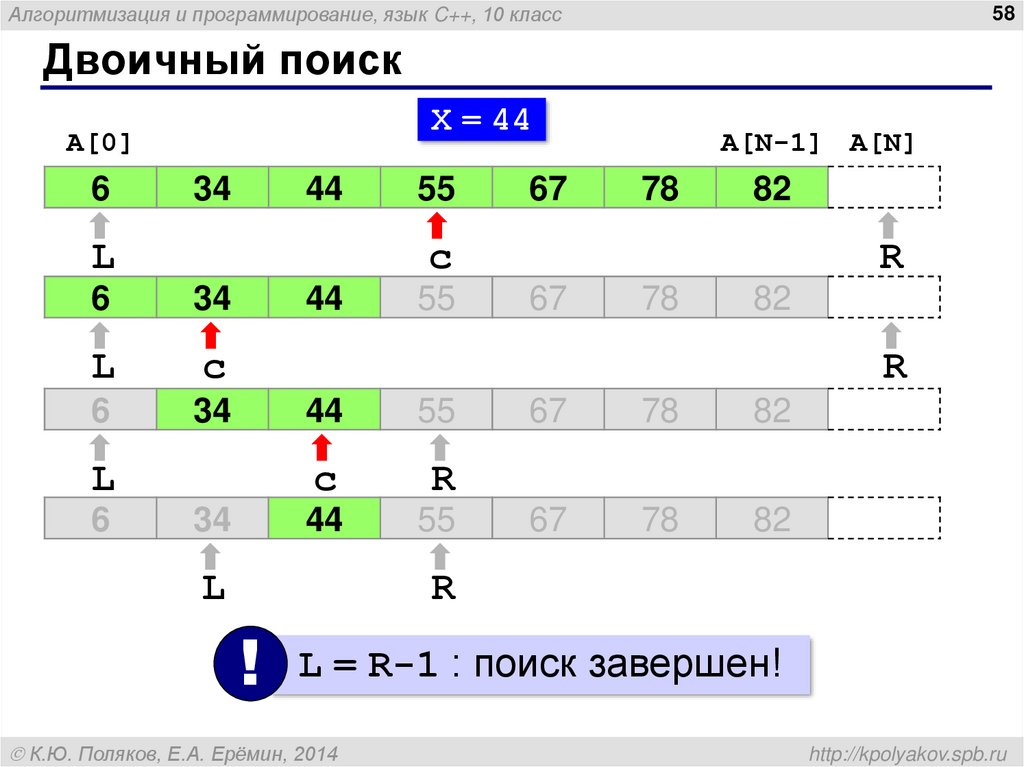 Алгоритмизация и программирование, язык C++, 10 класс 58
Двоичный поиск
X = 44
A[0] A[N-1] A[N]
6 34 44 55 67 78 82
L c R
6 34 44 55 67 78 82
L c R
6 34 44 55 67 78 82
L c R
6 34 44 55 67 78 82
L R
! L = R-1 : поиск завершен!
© К.Ю. Поляков, Е.А. Ерёмин, 2014 http://kpolyakov.spb.ru